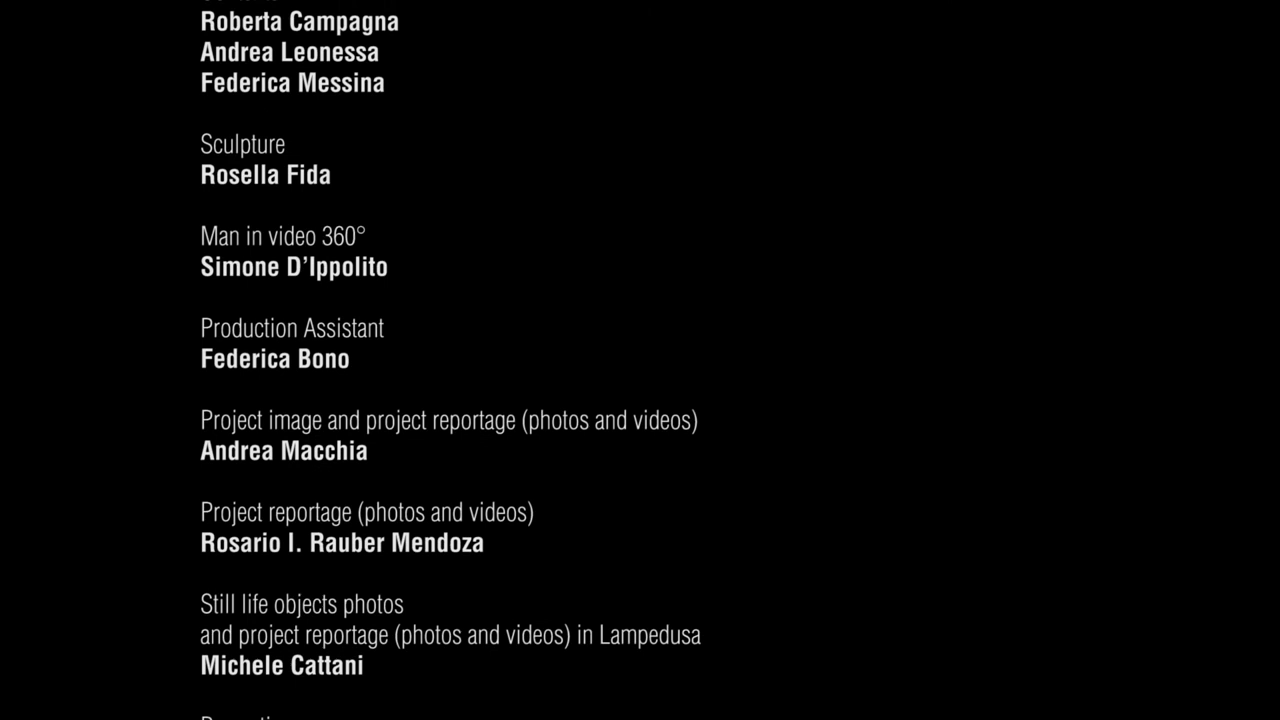 Roberta Campagna
Andrea Leonessa
Federica Messina
Sculpture
Rosella Fida
Man in video 360°
Simone D’Ippolito
Production Assistant
Federica Bono
Project image and project reportage (photos and videos)
Andrea Macchia
Project reportage (photos and videos)
Rosario I. Rauber Mendoza
Still life objects photos
and project reportage (photos and videos) in Lampedusa
Michele Cattani